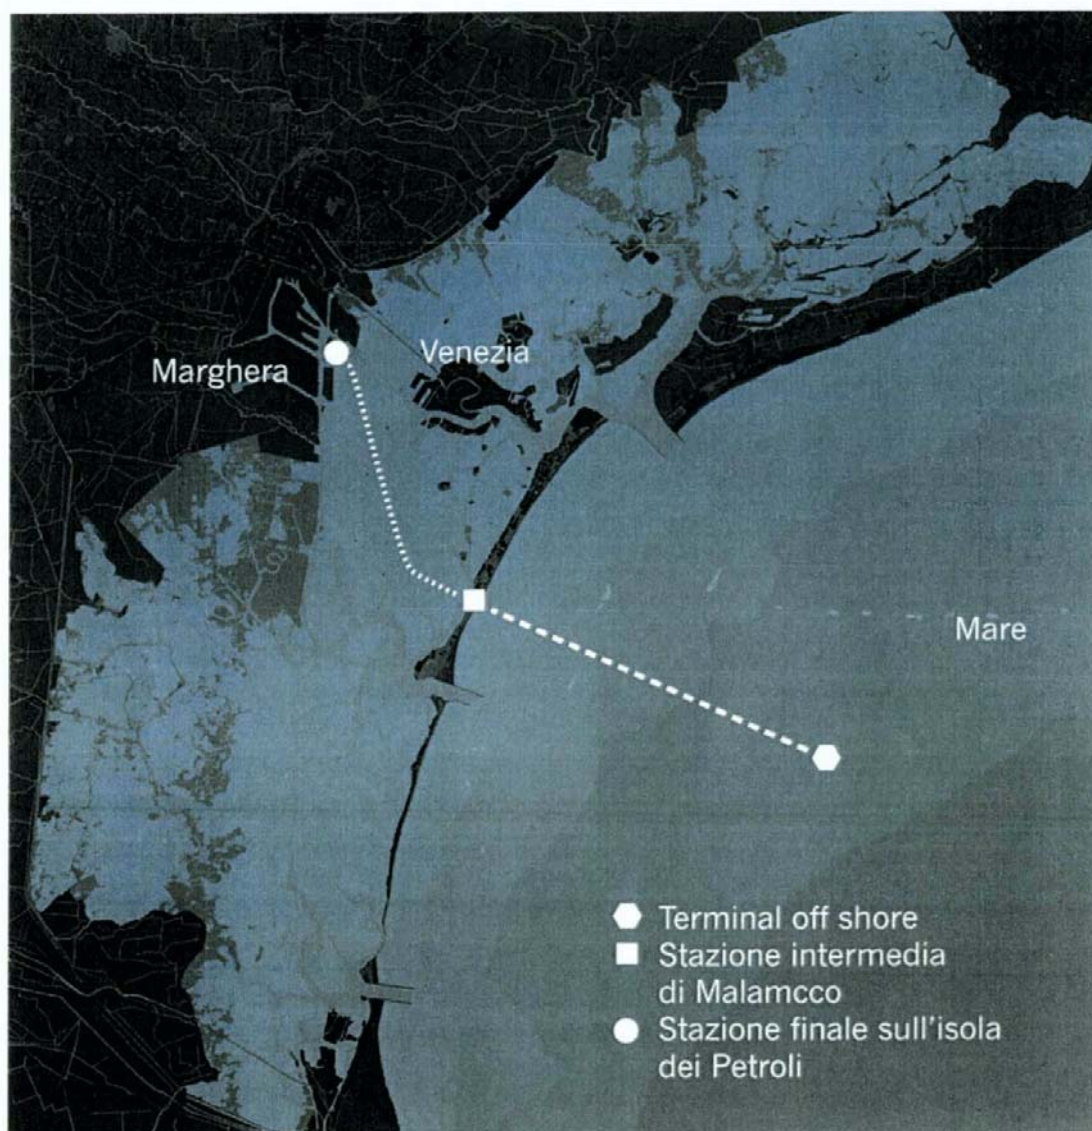 Venezia
Marghera
Mare
Terminal off shore
Stazione intermedia
di Malamcco
Stazione finale sull'isola
dei Petroli